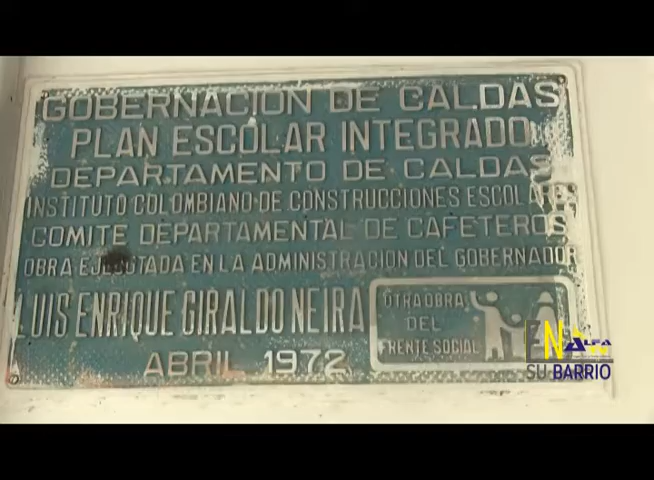 GOBERNACION DE CALDAS
PLAN ESCOLAR INTEGRADO
DEPARTAMENTO DE CALDAS
INSTITUTO COLOMBIANO DE CONSTRUCCIONES ESCOLARES
COMITE DEPARTAMENTAL DE CAFETEROS
OBRA EJECUTADA EN LA ADMINISTRACION DEL GOBERNADOR
LUIS ENRIQUE GIRALDO NEIRA
ABRIL 1972
OTRA OBRA
DEL
FRENTE SOCIAL
EN ALFA
SU BARRIO